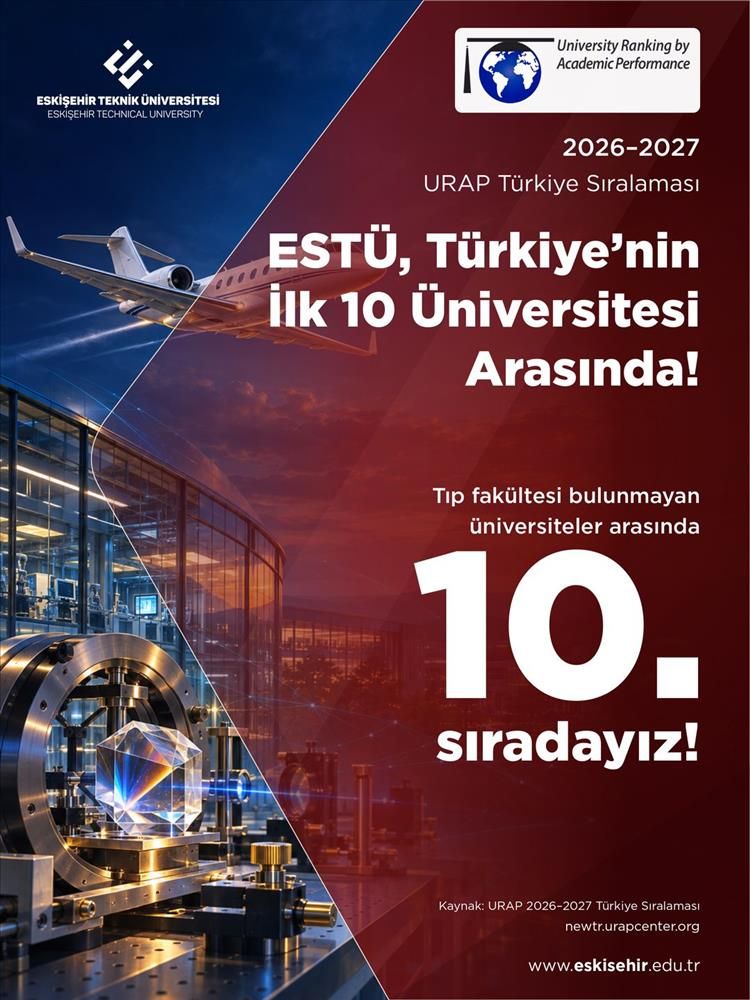 ESKİŞEHİR TEKNİK ÜNİVERSİTESİ
ESKİŞEHİR TECHNICAL UNIVERSITY
University Ranking by
Academic Performance
2026–2027
URAP Türkiye Sıralaması
ESTÜ, Türkiye’nin
İlk 10 Üniversitesi
Arasında!
Tıp fakültesi bulunmayan
üniversiteler arasında
10.
sıradayız!
Kaynak: URAP 2026–2027 Türkiye Sıralaması
newtr.urapcenter.org
www.eskisehir.edu.tr